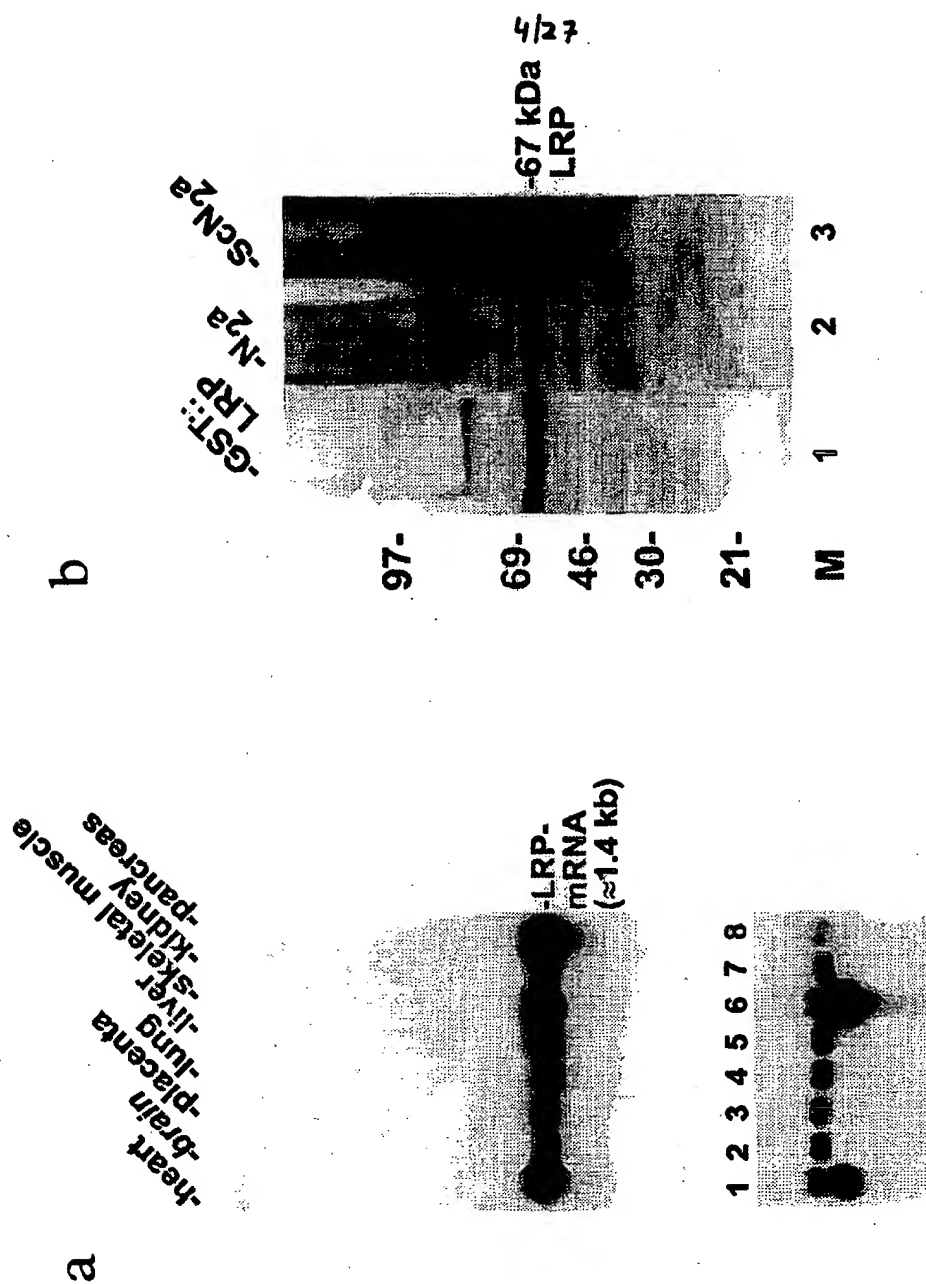 4/27
a
-heart
-brain
-placenta
-lung
-liver
-skeletal muscle
-kidney
-pancreas
-LRP-
mRNA
(≈1.4 kb)
1 2 3 4 5 6 7 8
b
-GST::
LRP
-N2a
-ScN2a
97-
69-
46-
30-
21-
M 1 2 3
-67 kDa
LRP